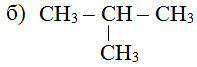 б) CH3 – CH – CH3
|
CH3